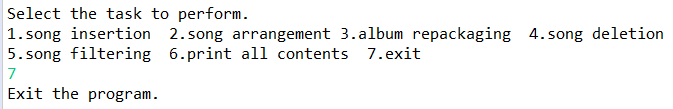 Select the task to perform.
1.song insertion  2.song arrangement 3.album repackaging  4.song deletion
5.song filtering  6.print all contents  7.exit
7
Exit the program.